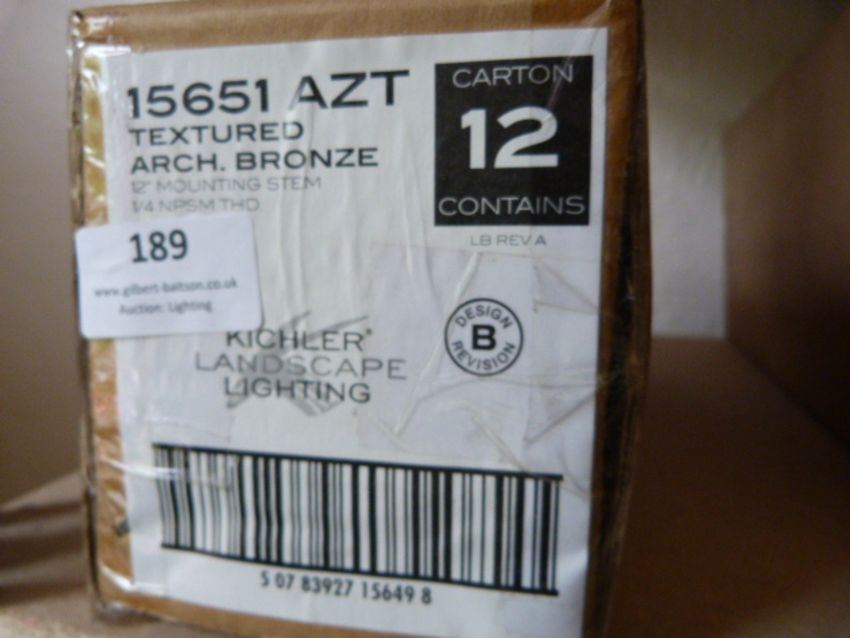 15651 AZT
TEXTURED
ARCH. BRONZE
12" MOUNTING STEM
1/4 NPSM THD.
CARTON
12
CONTAINS
LB REV A
189
www.gilbert-baitson.co.uk
Auction: Lighting
DESIGN
B
REVISION
KICHLER®
LANDSCAPE
LIGHTING
5 07 83927 15649 8